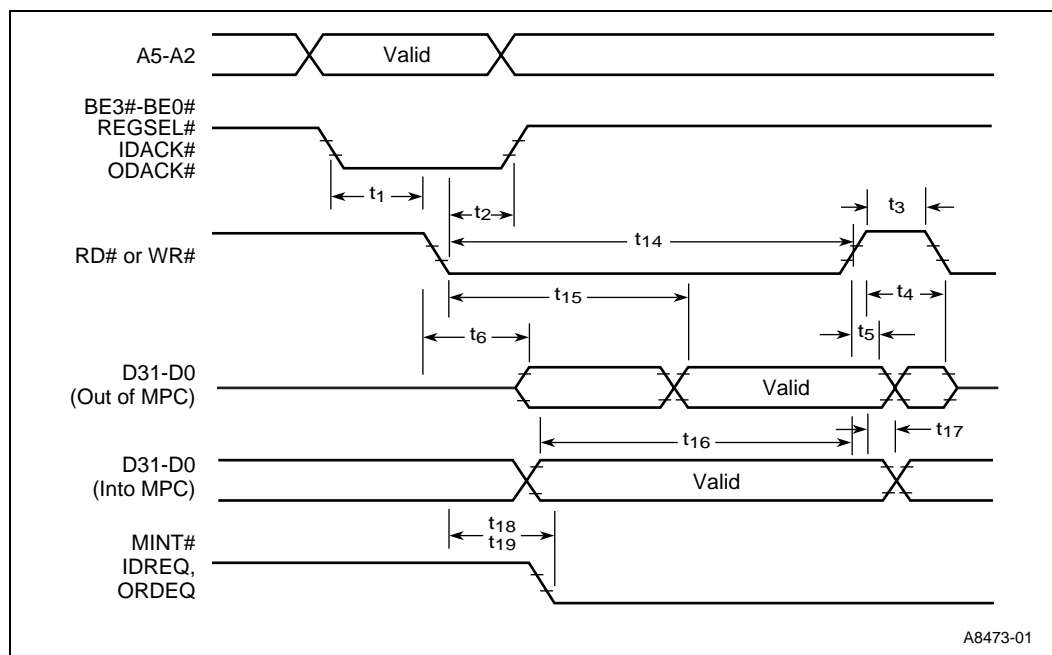 A5-A2
Valid
BE3#-BE0#
REGSEL#
IDACK#
ODACK#
t1
t2
t3
RD# or WR#
t14
t15
t4
t6
t5
D31-D0
(Out of MPC)
Valid
t16
t17
D31-D0
(Into MPC)
Valid
t18
t19
MINT#
IDREQ,
ORDEQ
A8473-01